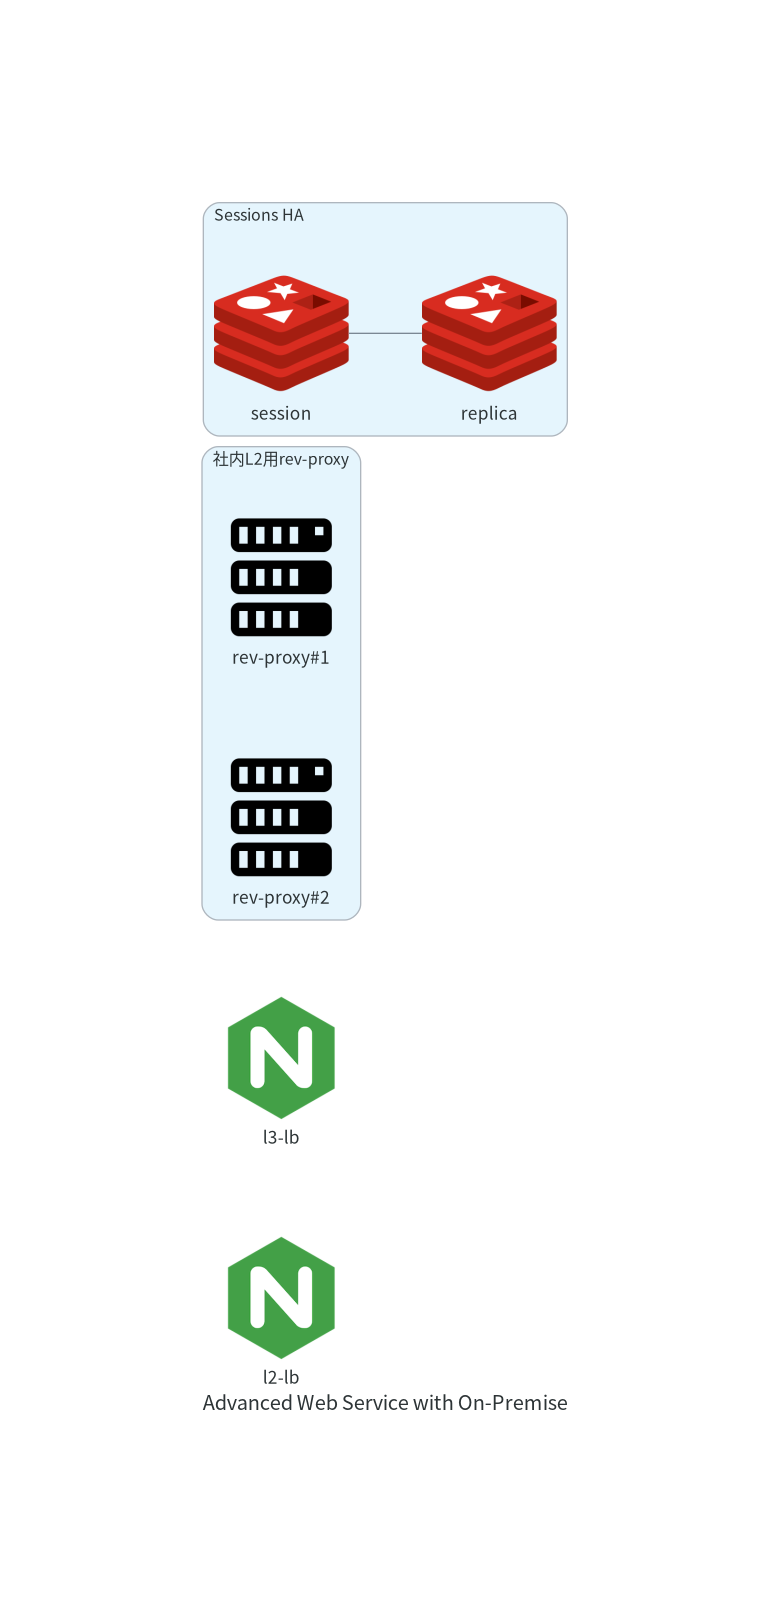 Sessions HA
session
replica
社内L2用rev-proxy
rev-proxy#1
rev-proxy#2
l3-lb
l2-lb
Advanced Web Service with On-Premise